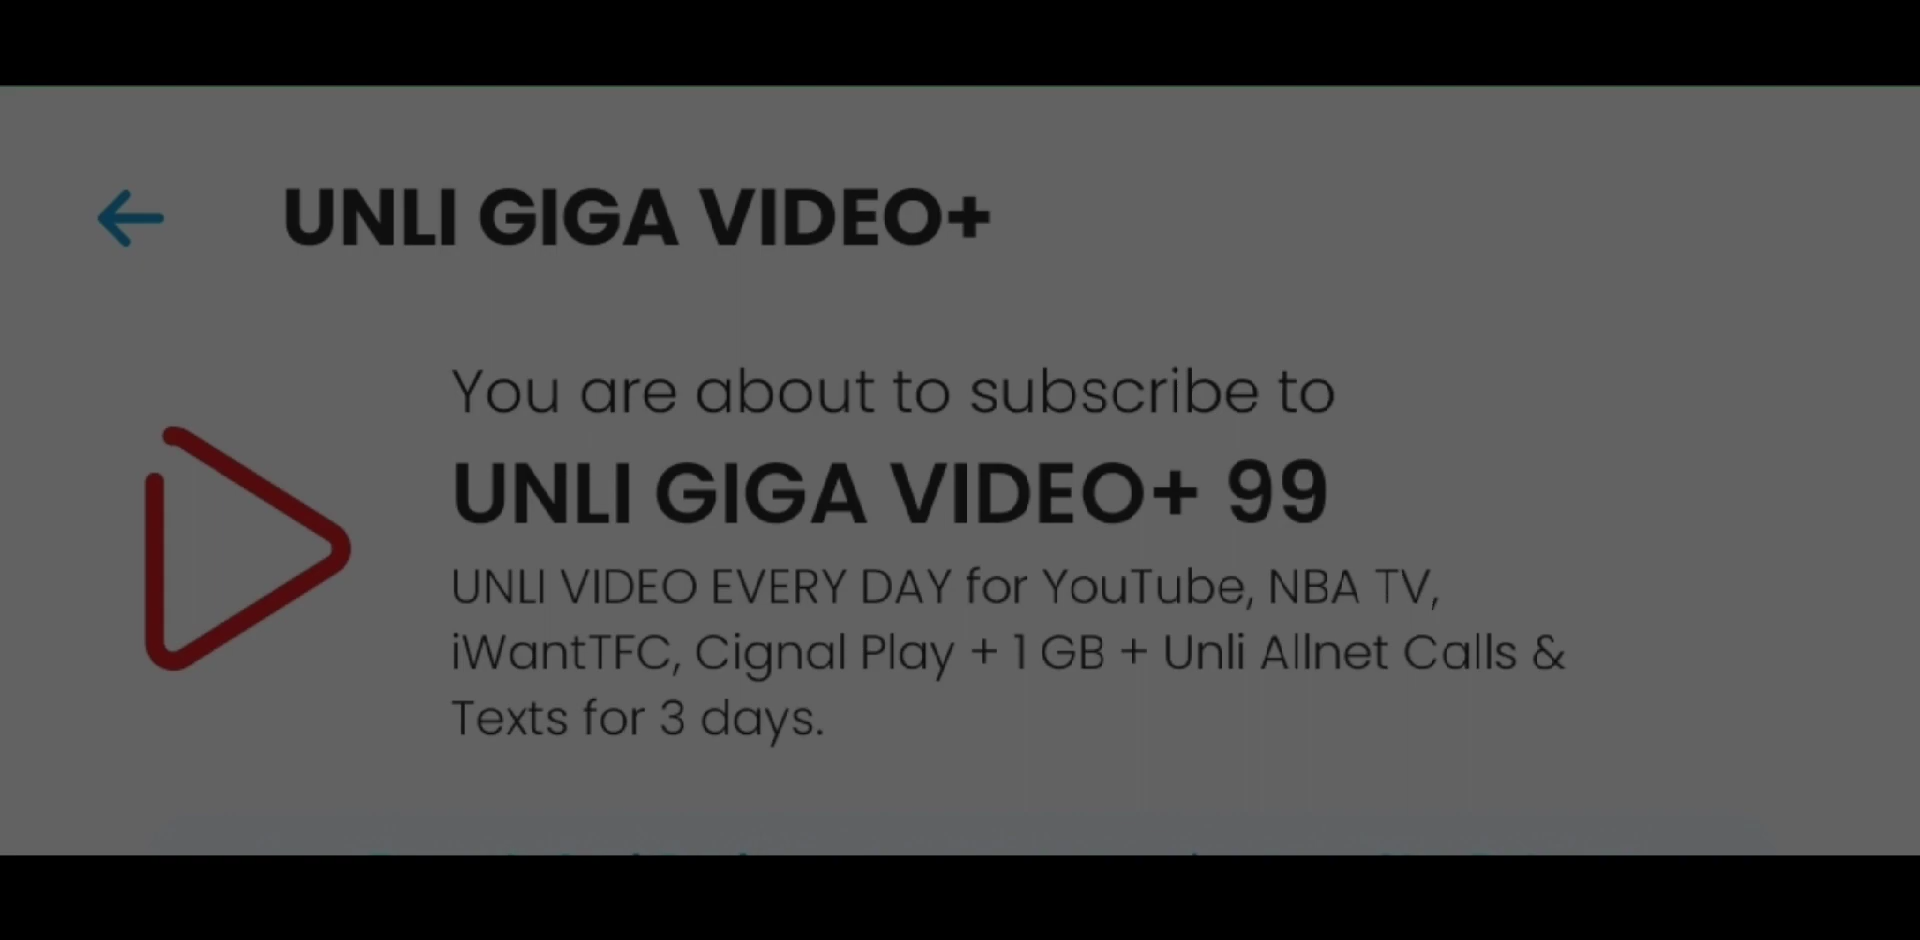 UNLI GIGA VIDEO+
You are about to subscribe to
UNLI GIGA VIDEO+ 99
UNLI VIDEO EVERY DAY for YouTube, NBA TV,
iWantTFC, Cignal Play + 1 GB + Unli Allnet Calls &
Texts for 3 days.